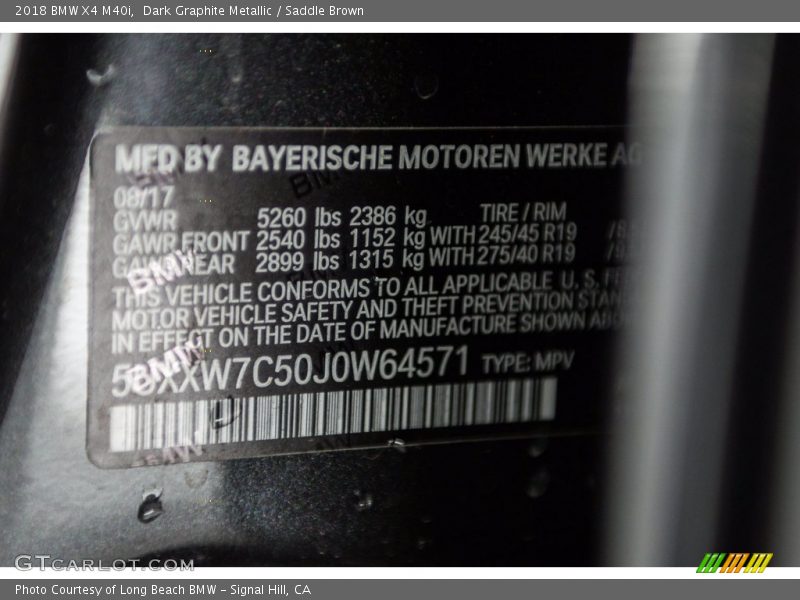 2018 BMW X4 M40i, Dark Graphite Metallic / Saddle Brown
MFD BY BAYERISCHE MOTOREN WERKE AG
08/17
GVWR 5260 lbs 2386 kg TIRE / RIM
GAWR FRONT 2540 lbs 1152 kg WITH 245/45 R19
GAWR REAR 2899 lbs 1315 kg WITH 275/40 R19
THIS VEHICLE CONFORMS TO ALL APPLICABLE U. S.
MOTOR VEHICLE SAFETY AND THEFT PREVENTION
IN EFFECT ON THE DATE OF MANUFACTURE SHOWN
5UXXW7C50J0W64571 TYPE: MPV
BMW
BMW
GTCARLOT.COM
Photo Courtesy of Long Beach BMW - Signal Hill, CA